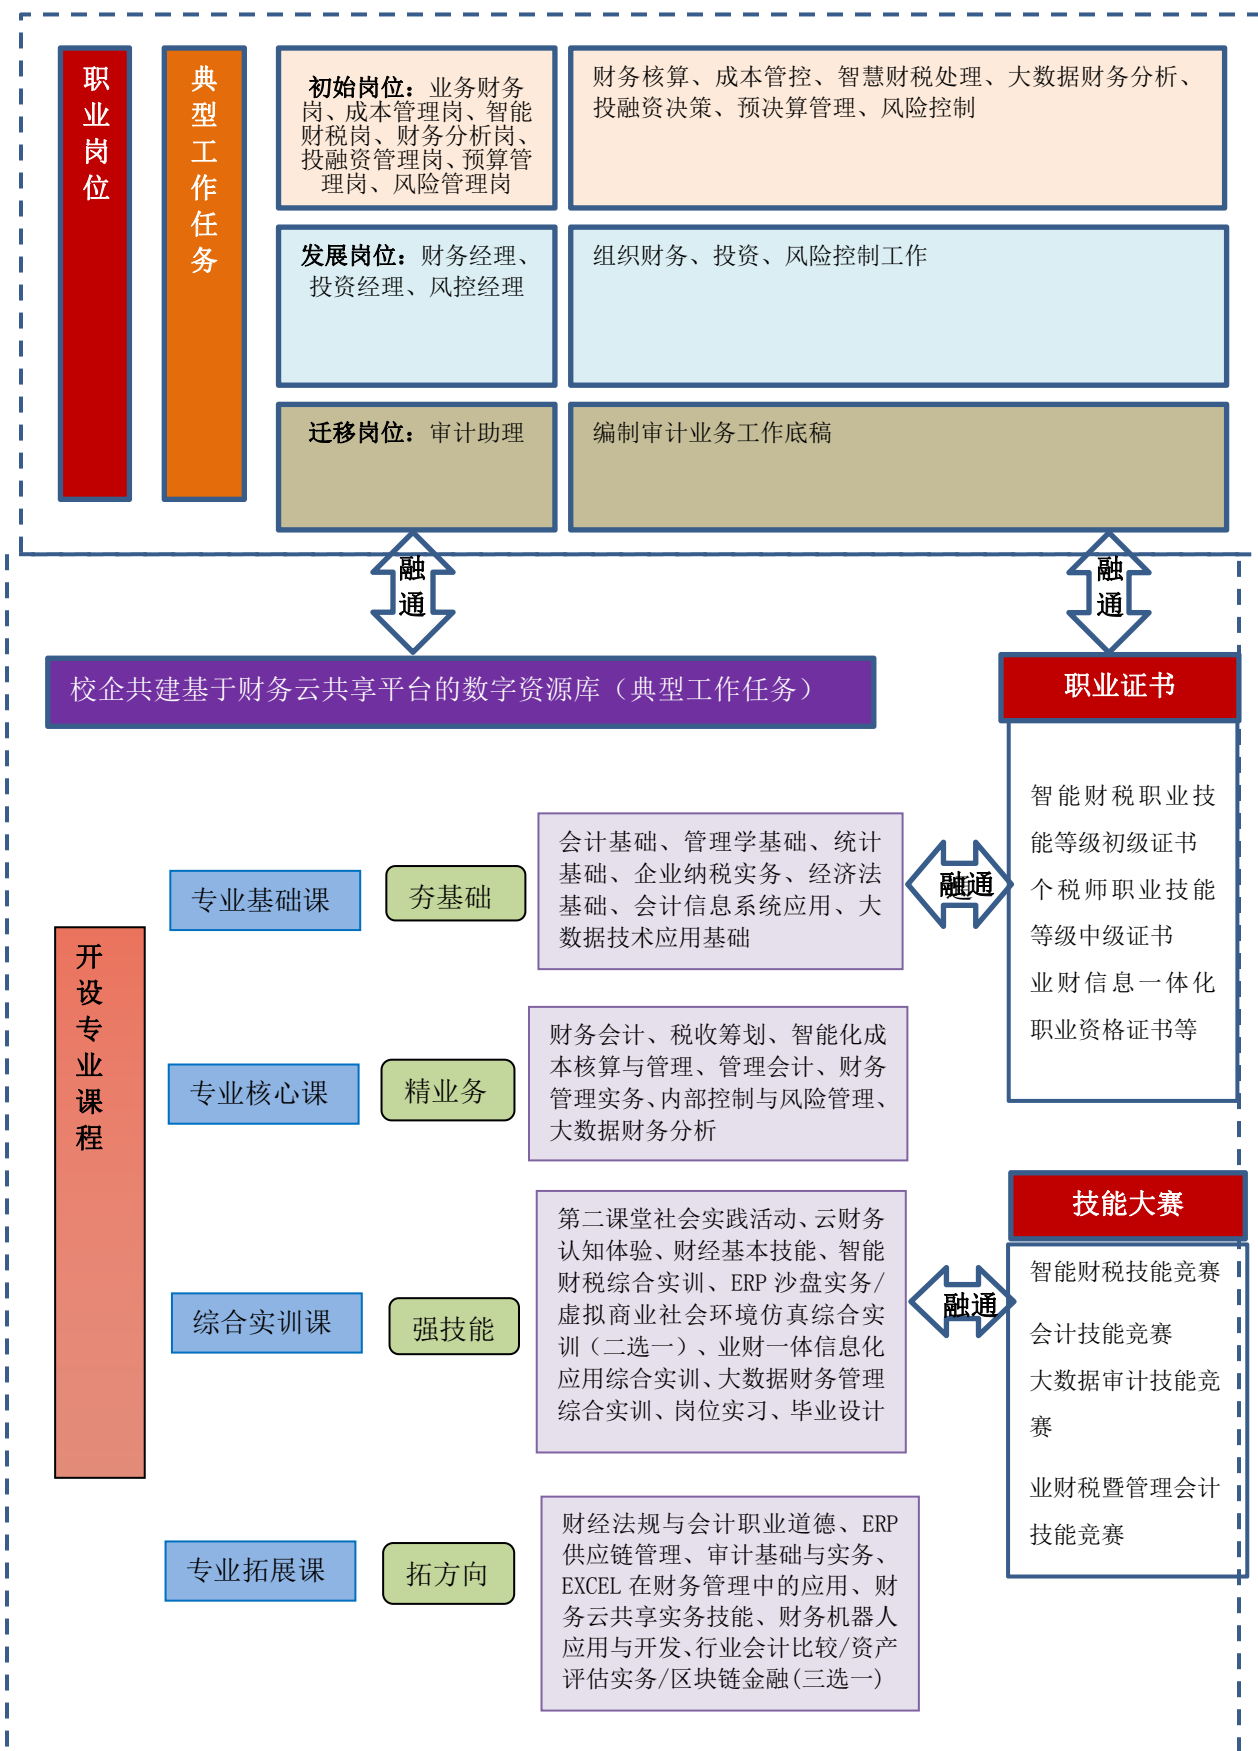 职业岗位
典型工作任务
初始岗位：业务财务
岗、成本管理岗、智能
财税岗、财务分析岗、
投融资管理岗、预算管
理岗、风险管理岗
财务核算、成本管控、智慧财税处理、大数据财务分析、
投融资决策、预决算管理、风险控制
发展岗位：财务经理、
投资经理、风控经理
组织财务、投资、风险控制工作
迁移岗位：审计助理
编制审计业务工作底稿
融
通
融
通
校企共建基于财务云共享平台的数字资源库（典型工作任务）
职业证书
智能财税职业技
能等级初级证书
个税师职业技能
等级中级证书
业财信息一体化
职业资格证书等
开设专业课程
专业基础课
夯基础
会计基础、管理学基础、统计
基础、企业纳税实务、经济法
基础、会计信息系统应用、大
数据技术应用基础
融通
专业核心课
精业务
财务会计、税收筹划、智能化成
本核算与管理、管理会计、财务
管理实务、内部控制与风险管理、
大数据财务分析
综合实训课
强技能
第二课堂社会实践活动、云财务
认知体验、财经基本技能、智能
财税综合实训、ERP 沙盘实务/
虚拟商业社会环境仿真综合实
训（二选一）、业财一体信息化
应用综合实训、大数据财务管理
综合实训、岗位实习、毕业设计
融通
技能大赛
智能财税技能竞赛
会计技能竞赛
大数据审计技能竞
赛
业财税暨管理会计
技能竞赛
专业拓展课
拓方向
财经法规与会计职业道德、ERP
供应链管理、审计基础与实务、
EXCEL 在财务管理中的应用、财
务云共享实务技能、财务机器人
应用与开发、行业会计比较/资产
评估实务/区块链金融(三选一)